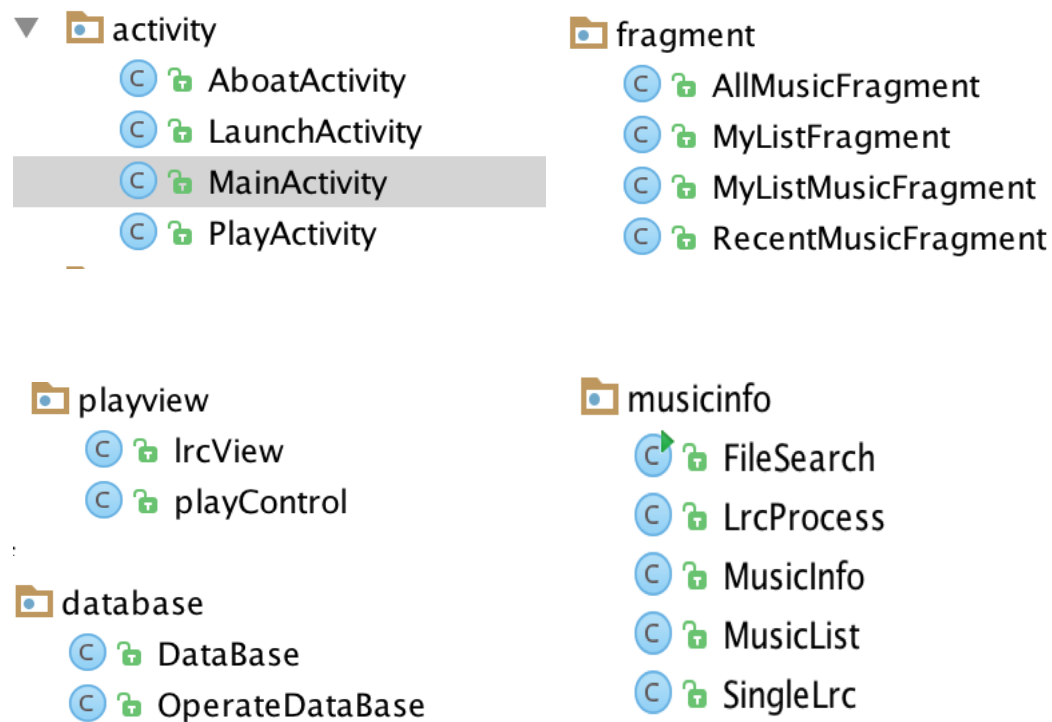 activity
AboatActivity
LaunchActivity
MainActivity
PlayActivity
fragment
AllMusicFragment
MyListFragment
MyListMusicFragment
RecentMusicFragment
playview
lrcView
playControl
database
DataBase
OperateDataBase
musicinfo
FileSearch
LrcProcess
MusicInfo
MusicList
SingleLrc